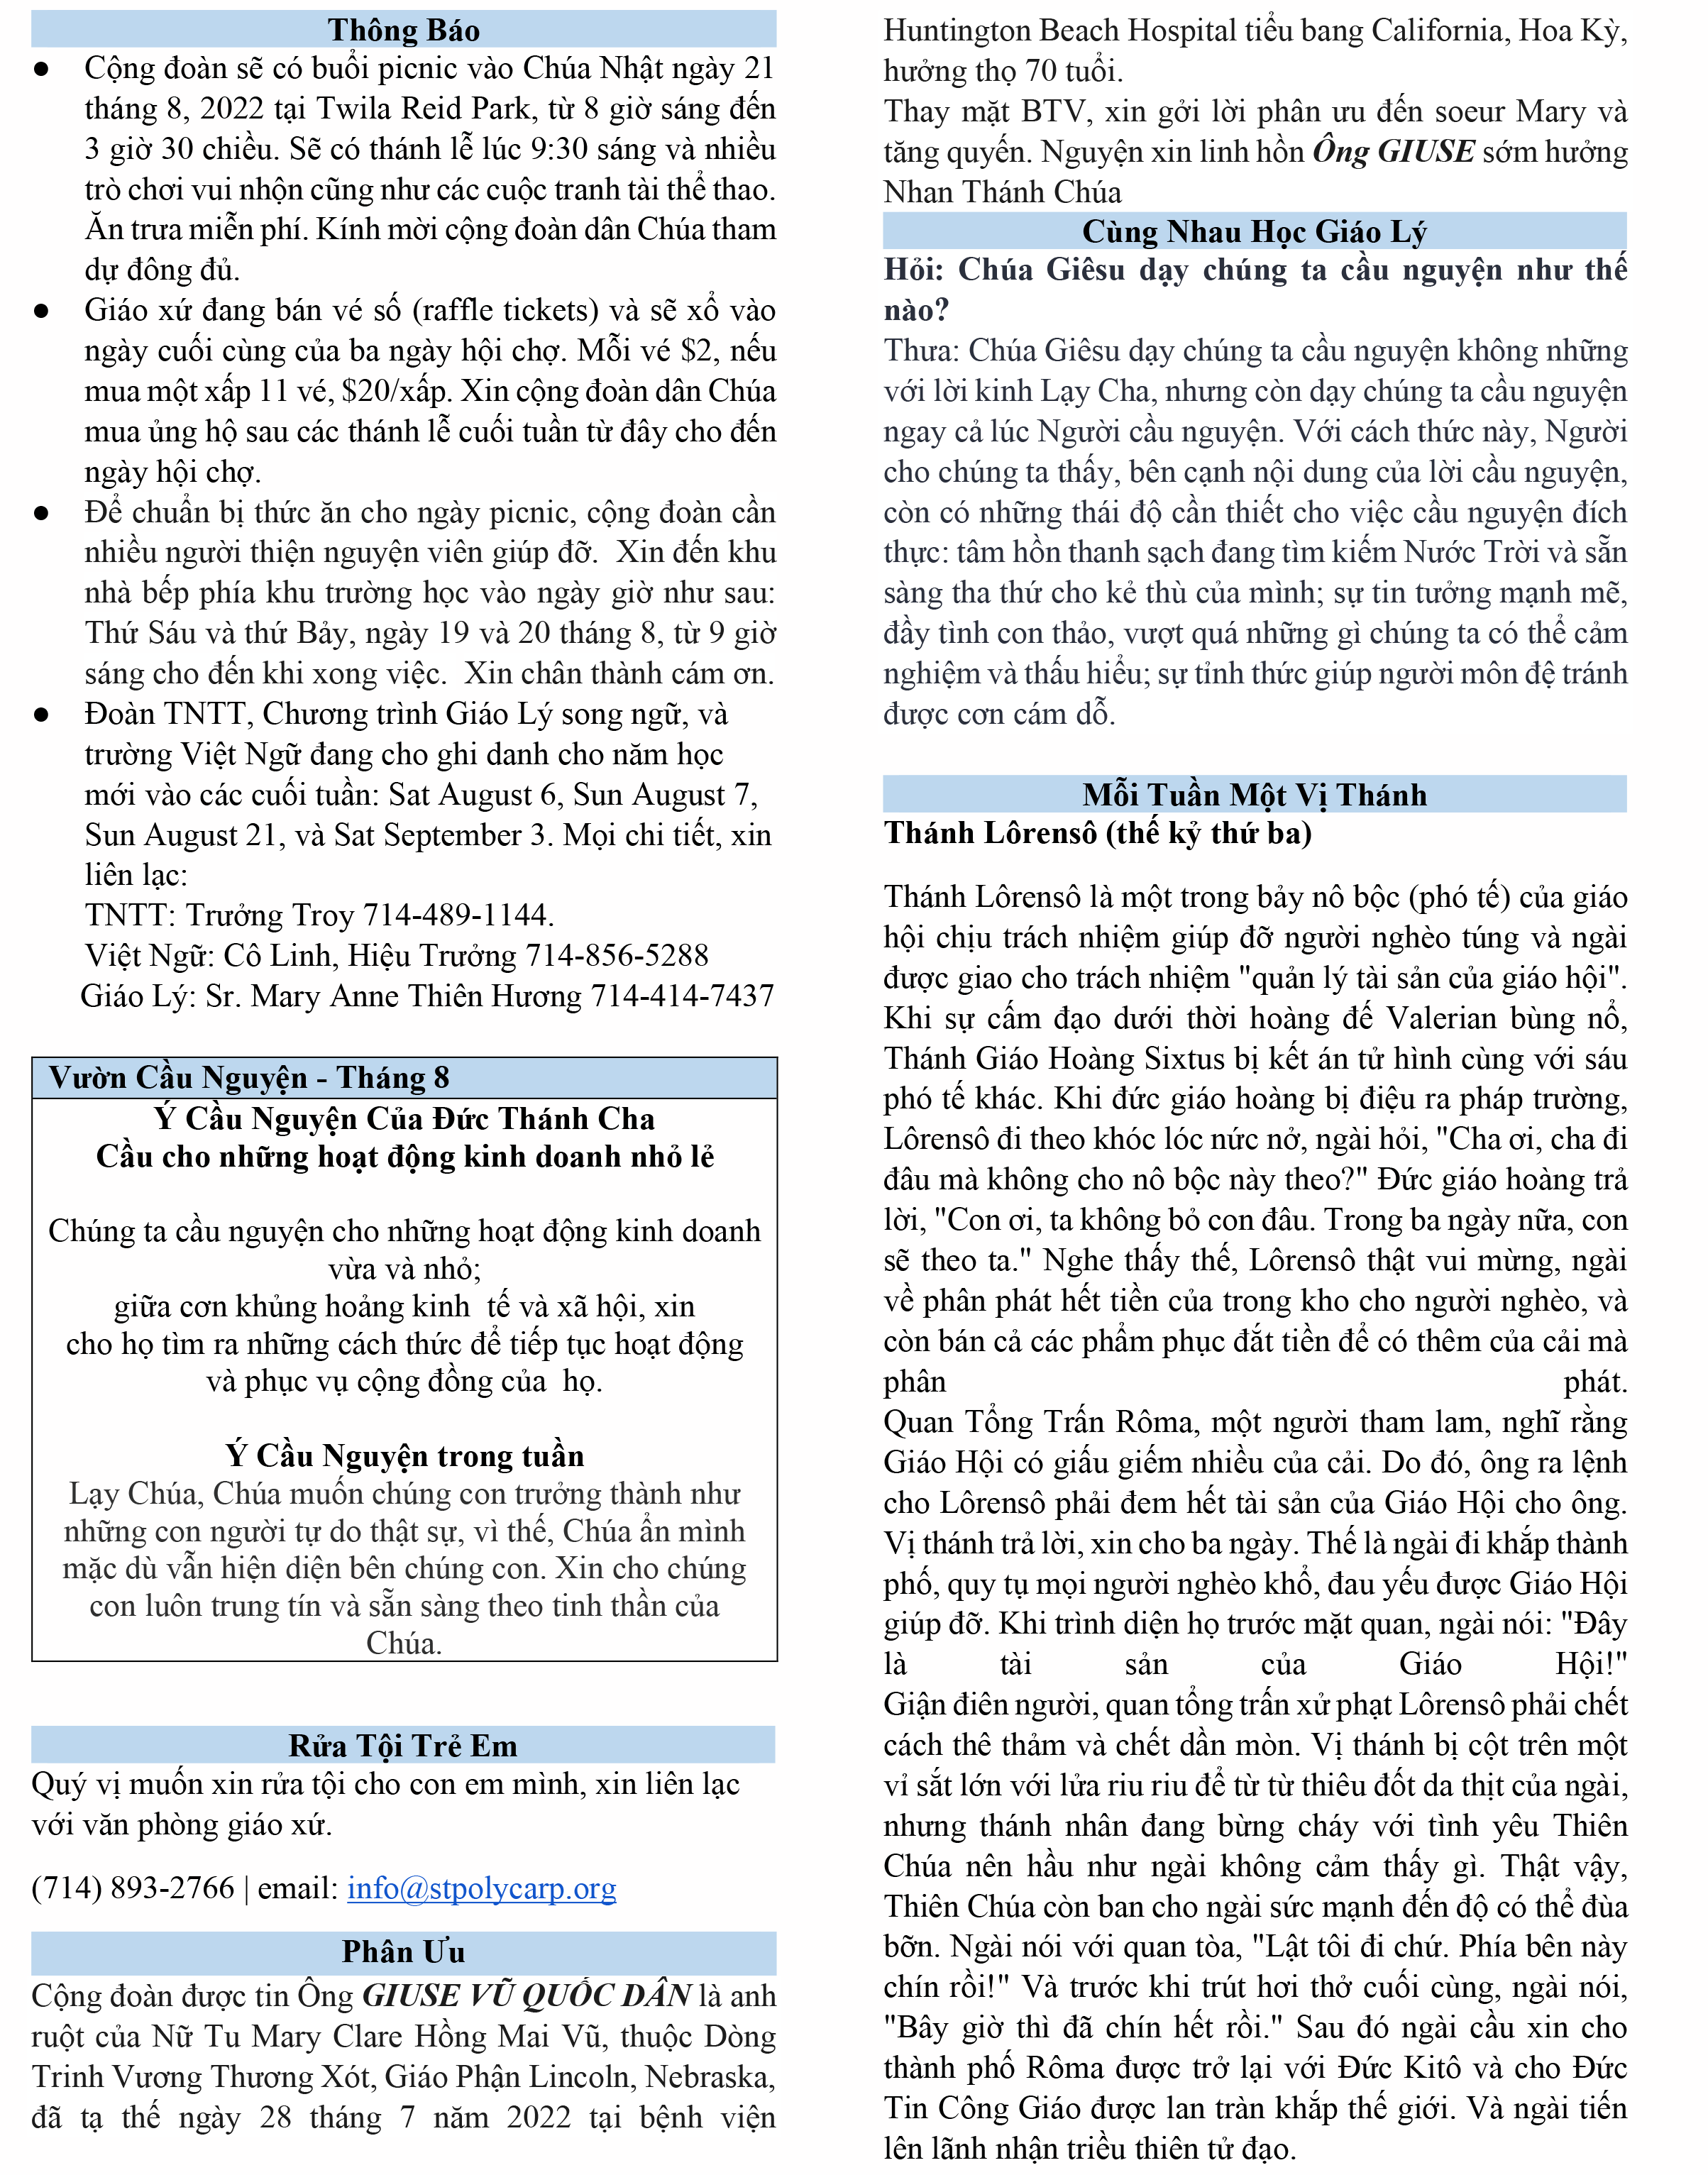 Thông Báo
● Cộng đoàn sẽ có buổi picnic vào Chúa Nhật ngày 21
tháng 8, 2022 tại Twila Reid Park, từ 8 giờ sáng đến
3 giờ 30 chiều. Sẽ có thánh lễ lúc 9:30 sáng và nhiều
trò chơi vui nhộn cũng như các cuộc tranh tài thể thao.
Ăn trưa miễn phí. Kính mời cộng đoàn dân Chúa tham
dự đông đủ.
● Giáo xứ đang bán vé số (raffle tickets) và sẽ xổ vào
ngày cuối cùng của ba ngày hội chợ. Mỗi vé $2, nếu
mua một xấp 11 vé, $20/xấp. Xin cộng đoàn dân Chúa
mua ủng hộ sau các thánh lễ cuối tuần từ đây cho đến
ngày hội chợ.
● Để chuẩn bị thức ăn cho ngày picnic, cộng đoàn cần
nhiều người thiện nguyện viên giúp đỡ. Xin đến khu
nhà bếp phía khu trường học vào ngày giờ như sau:
Thứ Sáu và thứ Bảy, ngày 19 và 20 tháng 8, từ 9 giờ
sáng cho đến khi xong việc. Xin chân thành cám ơn.
● Đoàn TNTT, Chương trình Giáo Lý song ngữ, và
trường Việt Ngữ đang cho ghi danh cho năm học
mới vào các cuối tuần: Sat August 6, Sun August 7,
Sun August 21, và Sat September 3. Mọi chi tiết, xin
liên lạc:
TNTT: Trưởng Troy 714-489-1144.
Việt Ngữ: Cô Linh, Hiệu Trưởng 714-856-5288
Giáo Lý: Sr. Mary Anne Thiên Hương 714-414-7437
Vườn Cầu Nguyện - Tháng 8
Ý Cầu Nguyện Của Đức Thánh Cha
Cầu cho những hoạt động kinh doanh nhỏ lẻ
Chúng ta cầu nguyện cho những hoạt động kinh doanh
vừa và nhỏ;
giữa cơn khủng hoảng kinh tế và xã hội, xin
cho họ tìm ra những cách thức để tiếp tục hoạt động
và phục vụ cộng đồng của họ.
Ý Cầu Nguyện trong tuần
Lạy Chúa, Chúa muốn chúng con trưởng thành như
những con người tự do thật sự, vì thế, Chúa ẩn mình
mặc dù vẫn hiện diện bên chúng con. Xin cho chúng
con luôn trung tín và sẵn sàng theo tinh thần của
Chúa.
Rửa Tội Trẻ Em
Quý vị muốn xin rửa tội cho con em mình, xin liên lạc
với văn phòng giáo xứ.
(714) 893-2766 | email: info@stpolycarp.org
Phân Ưu
Cộng đoàn được tin Ông GIUSE VŨ QUỐC DÂN là anh
ruột của Nữ Tu Mary Clare Hồng Mai Vũ, thuộc Dòng
Trinh Vương Thương Xót, Giáo Phận Lincoln, Nebraska,
đã tạ thế ngày 28 tháng 7 năm 2022 tại bệnh viện
Huntington Beach Hospital tiểu bang California, Hoa Kỳ,
hưởng thọ 70 tuổi.
Thay mặt BTV, xin gởi lời phân ưu đến soeur Mary và
tăng quyến. Nguyện xin linh hồn Ông GIUSE sớm hưởng
Nhan Thánh Chúa
Cùng Nhau Học Giáo Lý
Hỏi: Chúa Giêsu dạy chúng ta cầu nguyện như thế
nào?
Thưa: Chúa Giêsu dạy chúng ta cầu nguyện không những
với lời kinh Lạy Cha, nhưng còn dạy chúng ta cầu nguyện
ngay cả lúc Người cầu nguyện. Với cách thức này, Người
cho chúng ta thấy, bên cạnh nội dung của lời cầu nguyện,
còn có những thái độ cần thiết cho việc cầu nguyện đích
thực: tâm hồn thanh sạch đang tìm kiếm Nước Trời và sẵn
sàng tha thứ cho kẻ thù của mình; sự tin tưởng mạnh mẽ,
đầy tình con thảo, vượt quá những gì chúng ta có thể cảm
nghiệm và thấu hiểu; sự tỉnh thức giúp người môn đệ tránh
được cơn cám dỗ.
Mỗi Tuần Một Vị Thánh
Thánh Lôrensô (thế kỷ thứ ba)
Thánh Lôrensô là một trong bảy nô bộc (phó tế) của giáo
hội chịu trách nhiệm giúp đỡ người nghèo túng và ngài
được giao cho trách nhiệm "quản lý tài sản của giáo hội".
Khi sự cấm đạo dưới thời hoàng đế Valerian bùng nổ,
Thánh Giáo Hoàng Sixtus bị kết án tử hình cùng với sáu
phó tế khác. Khi đức giáo hoàng bị điệu ra pháp trường,
Lôrensô đi theo khóc lóc nức nở, ngài hỏi, "Cha ơi, cha đi
đâu mà không cho nô bộc này theo?" Đức giáo hoàng trả
lời, "Con ơi, ta không bỏ con đâu. Trong ba ngày nữa, con
sẽ theo ta." Nghe thấy thế, Lôrensô thật vui mừng, ngài
về phân phát hết tiền của trong kho cho người nghèo, và
còn bán cả các phẩm phục đắt tiền để có thêm của cải mà
phân phát.
Quan Tổng Trấn Rôma, một người tham lam, nghĩ rằng
Giáo Hội có giấu giếm nhiều của cải. Do đó, ông ra lệnh
cho Lôrensô phải đem hết tài sản của Giáo Hội cho ông.
Vị thánh trả lời, xin cho ba ngày. Thế là ngài đi khắp thành
phố, quy tụ mọi người nghèo khổ, đau yếu được Giáo Hội
giúp đỡ. Khi trình diện họ trước mặt quan, ngài nói: "Đây
là tài sản của Giáo Hội!"
Giận điên người, quan tổng trấn xử phạt Lôrensô phải chết
cách thê thảm và chết dần mòn. Vị thánh bị cột trên một
vỉ sắt lớn với lửa riu riu để từ từ thiêu đốt da thịt của ngài,
nhưng thánh nhân đang bừng cháy với tình yêu Thiên
Chúa nên hầu như ngài không cảm thấy gì. Thật vậy,
Thiên Chúa còn ban cho ngài sức mạnh đến độ có thể đùa
bỡn. Ngài nói với quan tòa, "Lật tôi đi chứ. Phía bên này
chín rồi!" Và trước khi trút hơi thở cuối cùng, ngài nói,
"Bây giờ thì đã chín hết rồi." Sau đó ngài cầu xin cho
thành phố Rôma được trở lại với Đức Kitô và cho Đức
Tin Công Giáo được lan tràn khắp thế giới. Và ngài tiến
lên lãnh nhận triều thiên tử đạo.